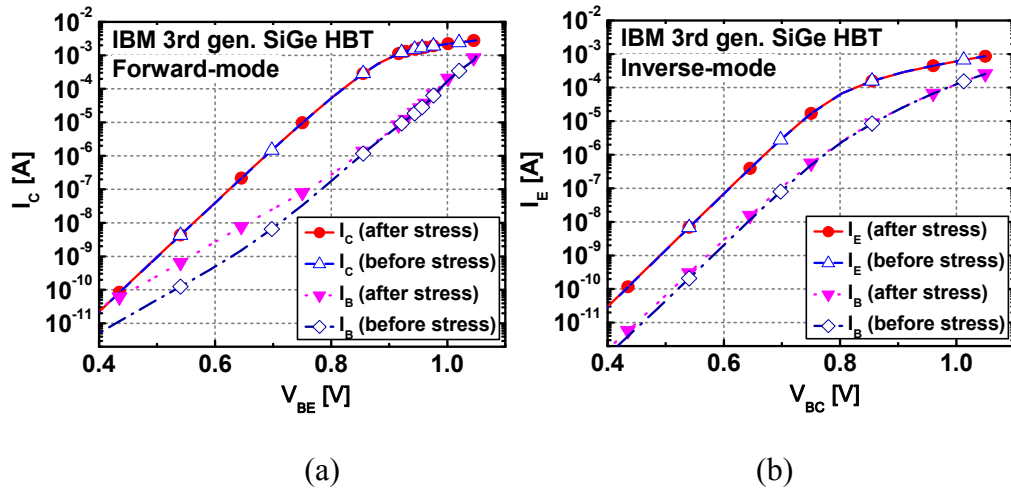 IBM 3rd gen. SiGe HBT
Forward-mode
I_C [A]
10^-2
10^-3
10^-4
10^-5
10^-6
10^-7
10^-8
10^-9
10^-10
10^-11
I_C (after stress)
I_C (before stress)
I_B (after stress)
I_B (before stress)
0.4 0.6 0.8 1.0
V_BE [V]
(a)
IBM 3rd gen. SiGe HBT
Inverse-mode
I_E [A]
10^-2
10^-3
10^-4
10^-5
10^-6
10^-7
10^-8
10^-9
10^-10
10^-11
I_E (after stress)
I_E (before stress)
I_B (after stress)
I_B (before stress)
0.4 0.6 0.8 1.0
V_BC [V]
(b)